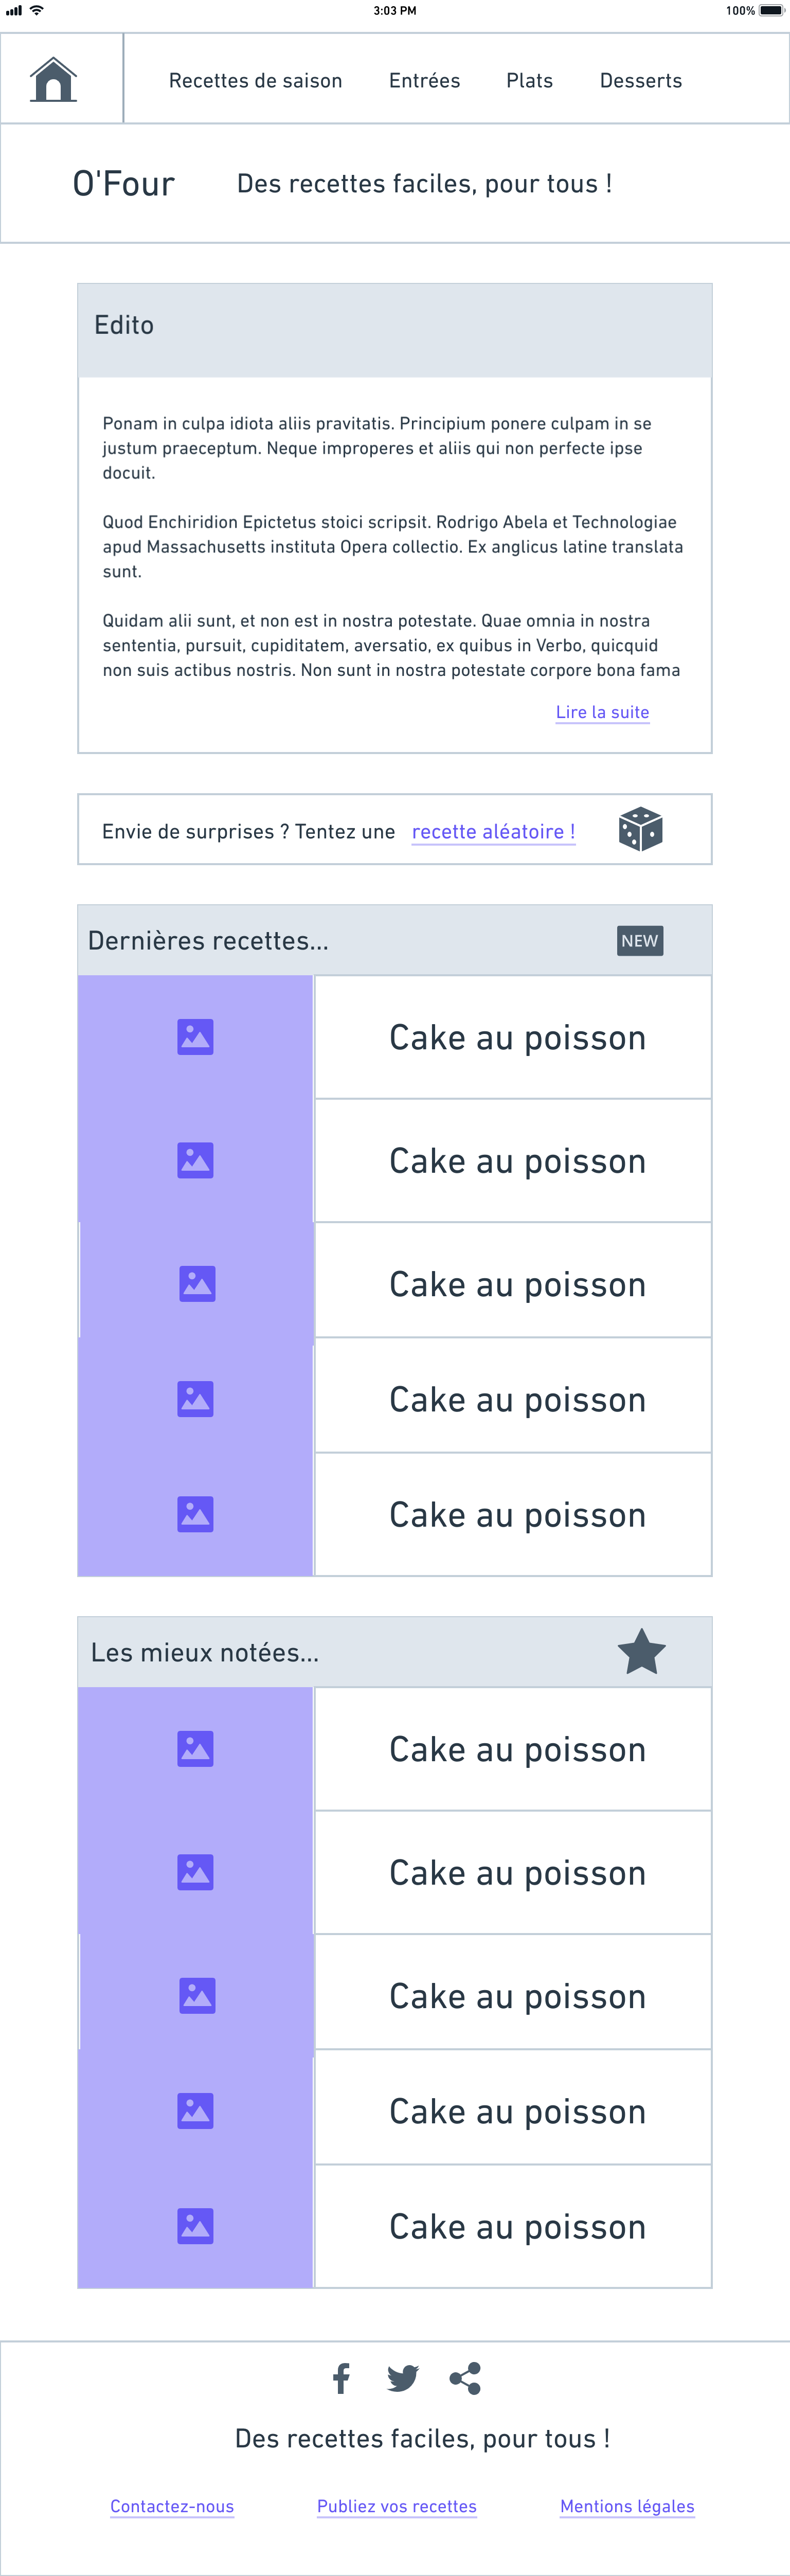 3:03 PM
100%
Recettes de saison Entrées Plats Desserts
O'Four Des recettes faciles, pour tous !
Edito
Ponam in culpa idiota aliis pravitatis. Principium ponere culpam in se
justum praeceptum. Neque improperes et aliis qui non perfecte ipse
docuit.
Quod Enchiridion Epictetus stoici scripsit. Rodrigo Abela et Technologiae
apud Massachusetts instituta Opera collectio. Ex anglicus latine translata
sunt.
Quidam alii sunt, et non est in nostra potestate. Quae omnia in nostra
sententia, pursuit, cupiditatem, aversatio, ex quibus in Verbo, quicquid
non suis actibus nostris. Non sunt in nostra potestate corpore bona fama
Lire la suite
Envie de surprises ? Tentez une recette aléatoire !
Dernières recettes...
NEW
Cake au poisson
Cake au poisson
Cake au poisson
Cake au poisson
Cake au poisson
Les mieux notées...
Cake au poisson
Cake au poisson
Cake au poisson
Cake au poisson
Cake au poisson
Des recettes faciles, pour tous !
Contactez-nous Publiez vos recettes Mentions légales